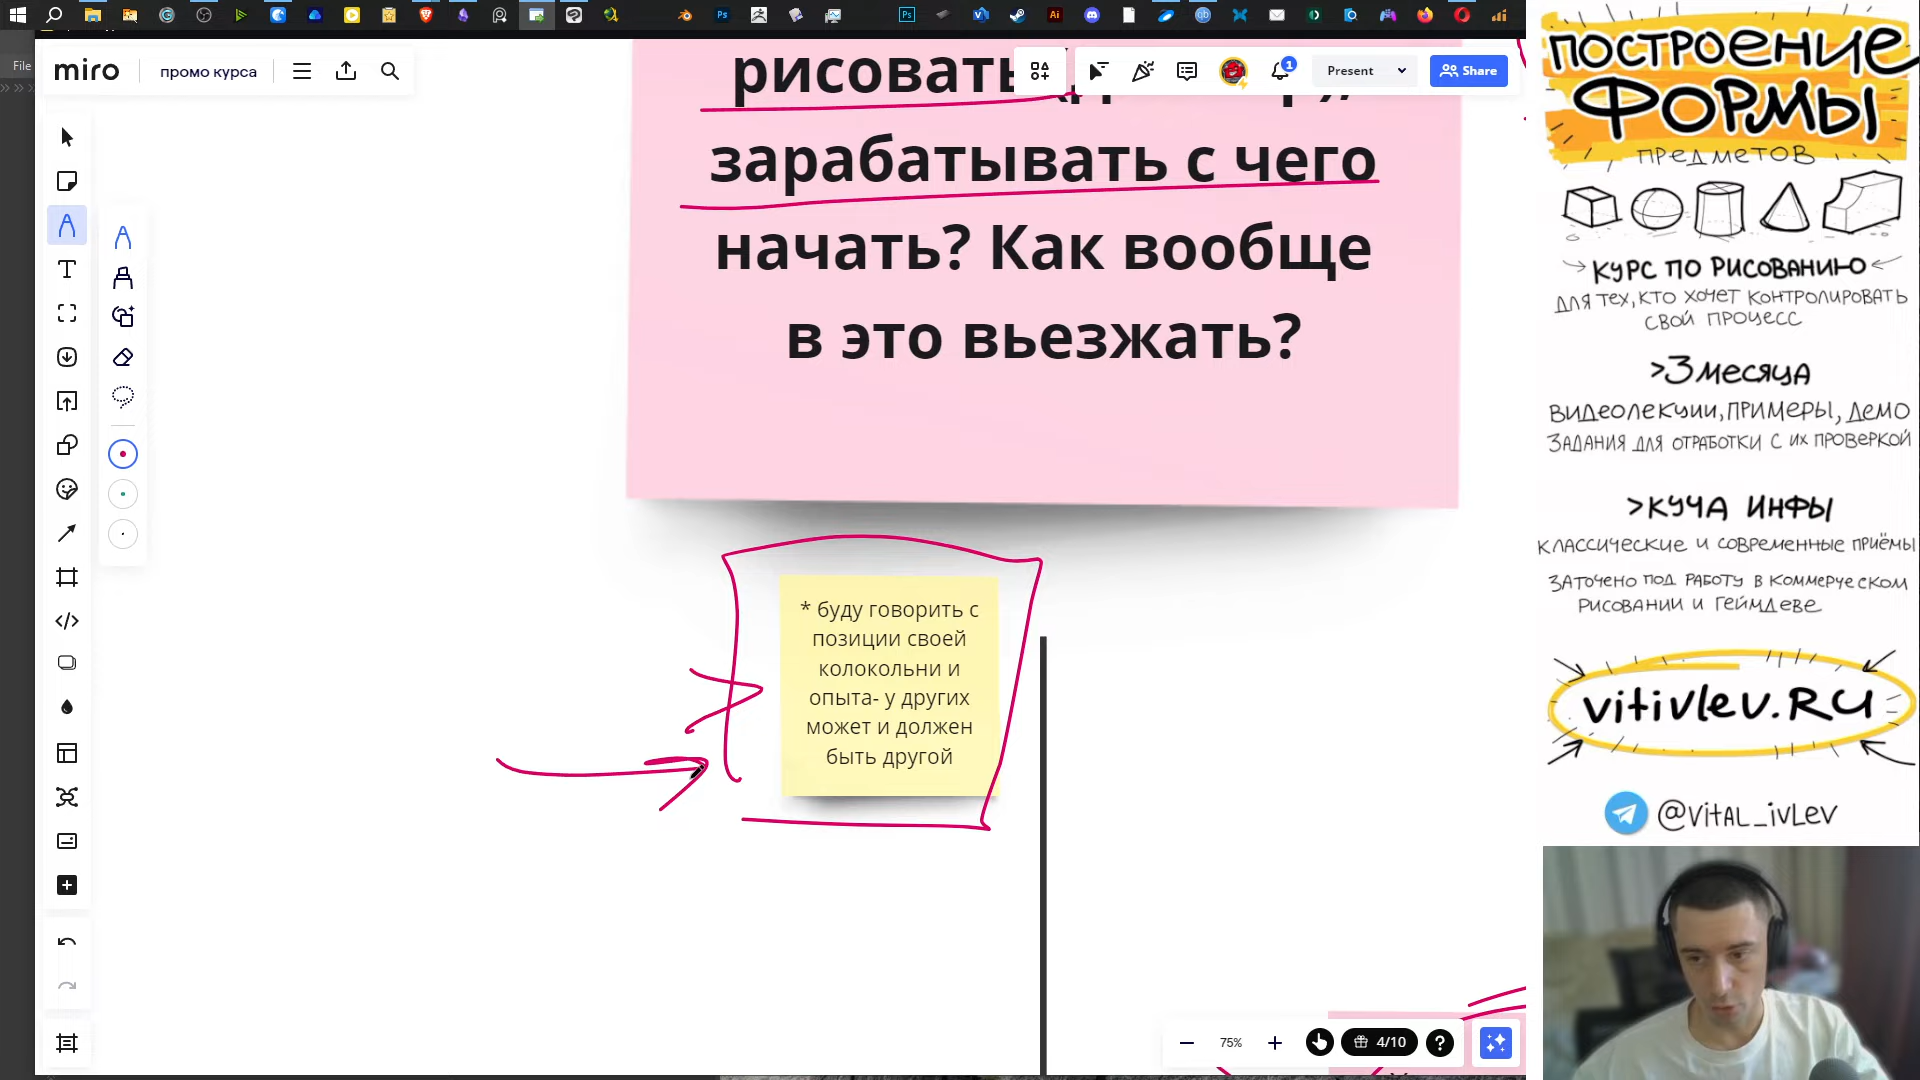 File
miro
промо курса
Present
1
Share
рисовать
зарабатывать с чего
начать? Как вообще
в это вьезжать?
* буду говорить с
позиции своей
колокольни и
опыта- у других
может и должен
быть другой
75%
4/10
ПОСТРОЕНИЕ
ФОРМЫ
ПРЕДМЕТОВ
КУРС ПО РИСОВАНИЮ
ДЛЯ ТЕХ, КТО ХОЧЕТ КОНТРОЛИРОВАТЬ
СВОЙ ПРОЦЕСС
>3 месяца
ВИДЕОЛЕКЦИИ, ПРИМЕРЫ, ДЕМО
ЗАДАНИЯ ДЛЯ ОТРАБОТКИ С ИХ ПРОВЕРКОЙ
>КУЧА ИНФЫ
КЛАССИЧЕСКИЕ И СОВРЕМЕННЫЕ ПРИЁМЫ
ЗАТОЧЕНО ПОД РАБОТУ В КОММЕРЧЕСКОМ
РИСОВАНИИ И ГЕЙМДЕВЕ
vitivlev.RU
@VITAL_IVLEV